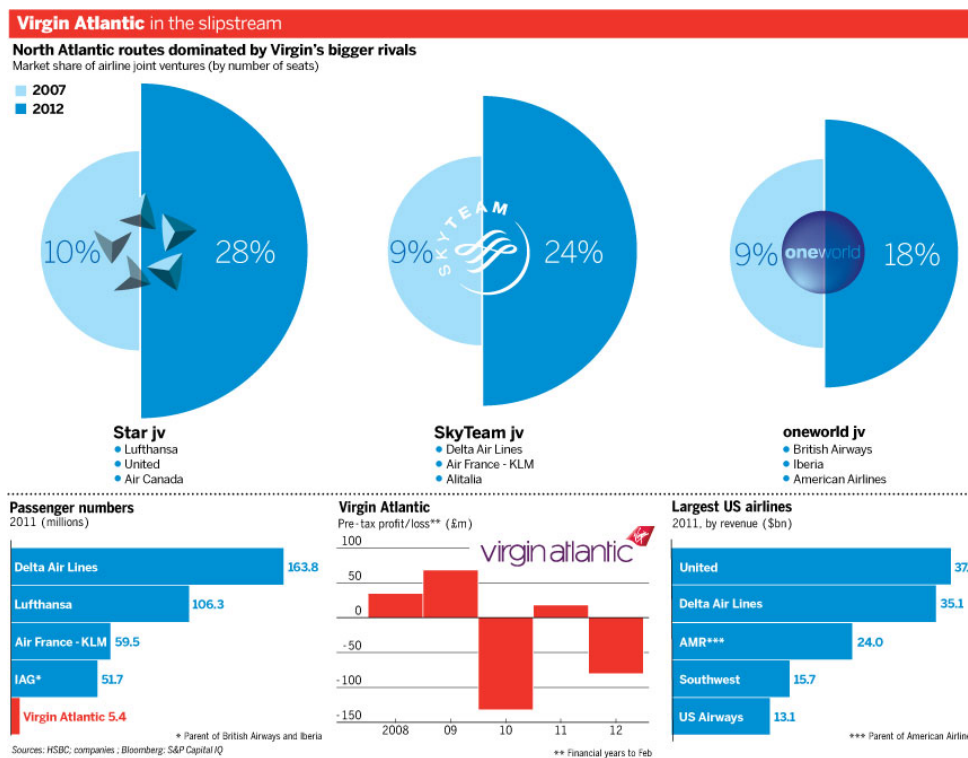 Virgin Atlantic in the slipstream
North Atlantic routes dominated by Virgin's bigger rivals
Market share of airline joint ventures (by number of seats)
2007
2012
10%
28%
9%
SKYTEAM
24%
9%
oneworld
18%
Star jv
• Lufthansa
• United
• Air Canada
SkyTeam jv
• Delta Air Lines
• Air France - KLM
• Alitalia
oneworld jv
• British Airways
• Iberia
• American Airlines
Passenger numbers
2011 (millions)
Delta Air Lines 163.8
Lufthansa 106.3
Air France - KLM 59.5
IAG* 51.7
Virgin Atlantic 5.4
* Parent of British Airways and Iberia
Sources: HSBC; companies ; Bloomberg: S&P Capital IQ
Virgin Atlantic
Pre-tax profit/loss** (£m)
virgin atlantic
100
50
0
-50
-100
-150
2008 09 10 11 12
** Financial years to Feb
Largest US airlines
2011, by revenue ($bn)
United 37.
Delta Air Lines 35.1
AMR*** 24.0
Southwest 15.7
US Airways 13.1
*** Parent of American Airline